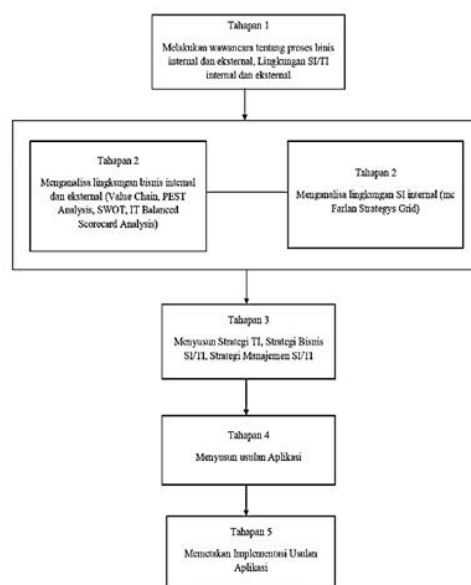 Tahapan 1
Melakukan wawancara tentang proses binis
internal dan eksternal, Lingkungan SI/TI
internal dan eksternal
Tahapan 2
Menganalisa lingkungan bisnis internal
dan eksternal (Value Chain, PEST
Analysis, SWOT, IT Balanced
Scorecard Analysis)
Tahapan 2
Menganalisa lingkungan SI internal (mc
Farlan Strategys Grid)
Tahapan 3
Menyusun Strategi TI, Strategi Bisnis
SI/TI, Strategi Manajemen SI/TI
Tahapan 4
Menyusun usulan Aplikasi
Tahapan 5
Memetakan Implementasi Usulan
Aplikasi